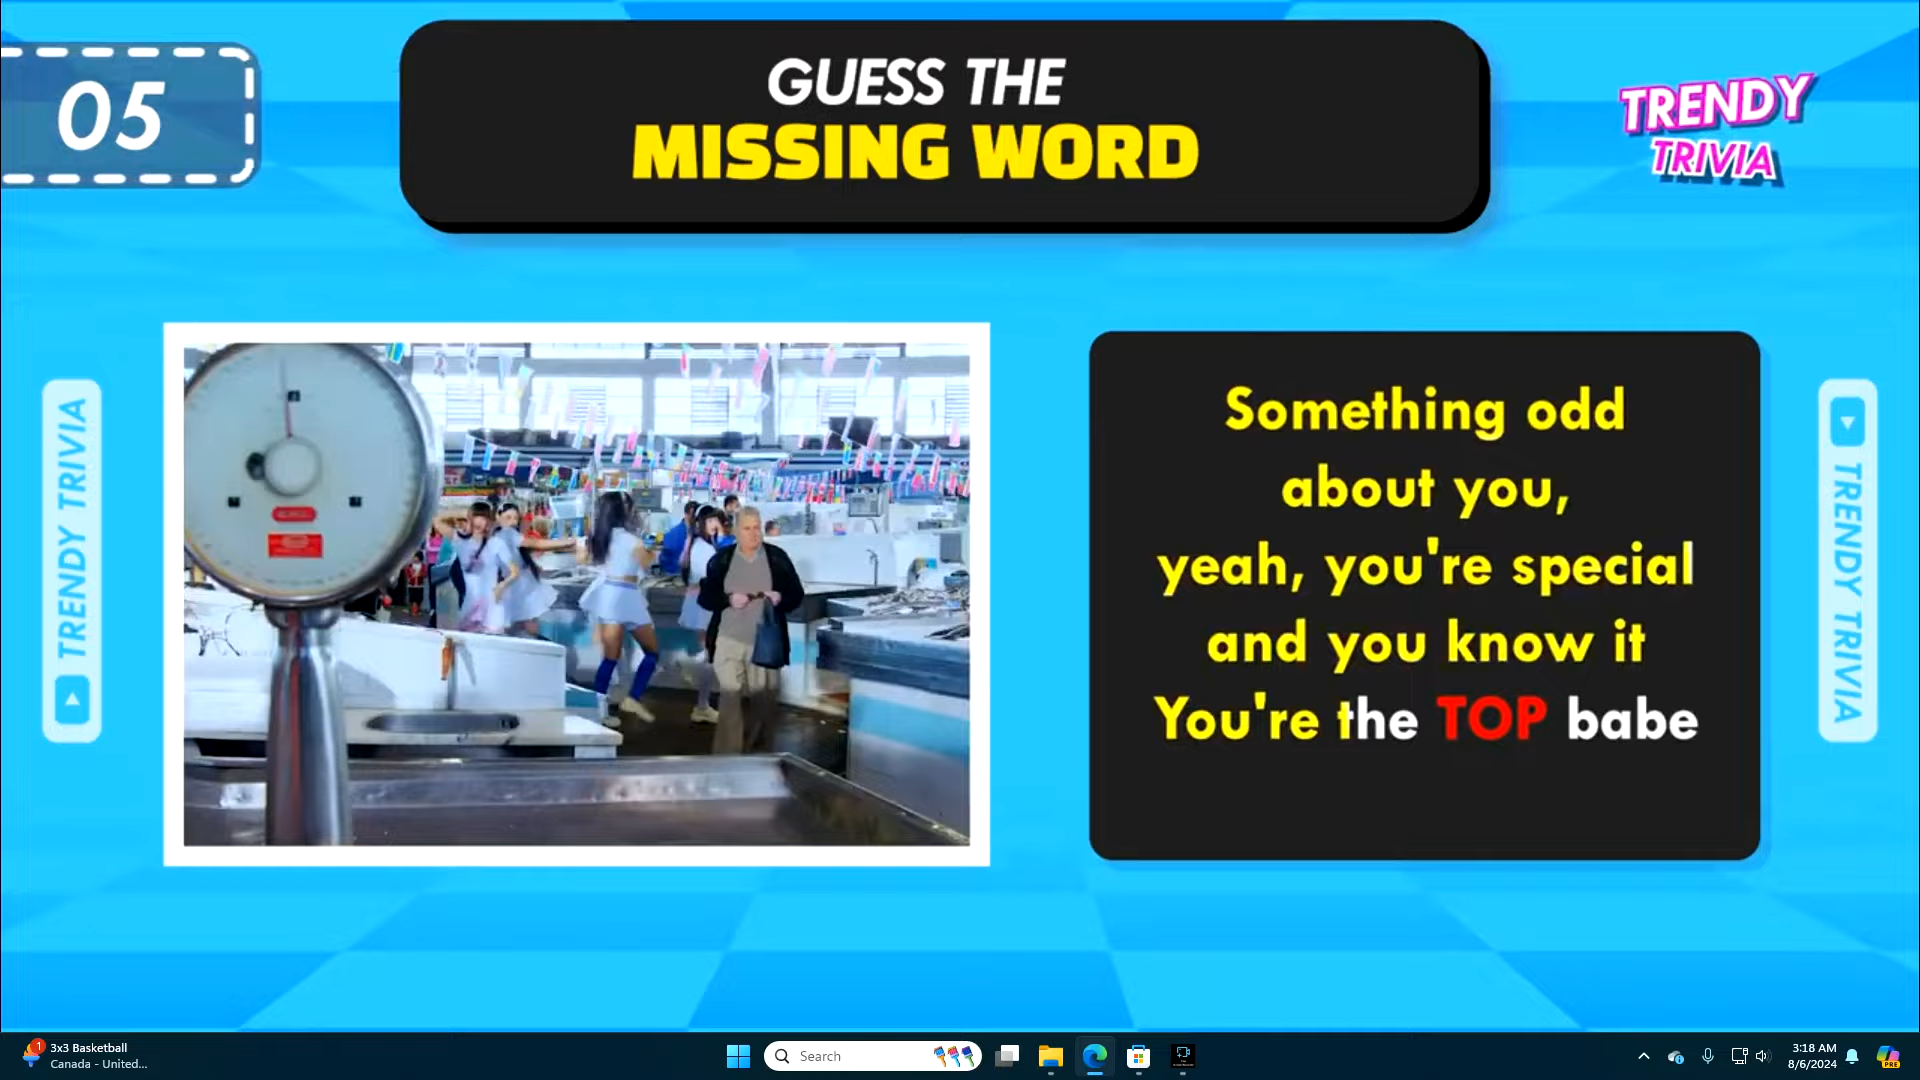 05
GUESS THE
MISSING WORD
TRENDY
TRIVIA
TRENDY TRIVIA
Something odd
about you,
yeah, you're special
and you know it
You're the TOP babe
TRENDY TRIVIA
1
3x3 Basketball
Canada - United...
Search
3:18 AM
8/6/2024
PRE